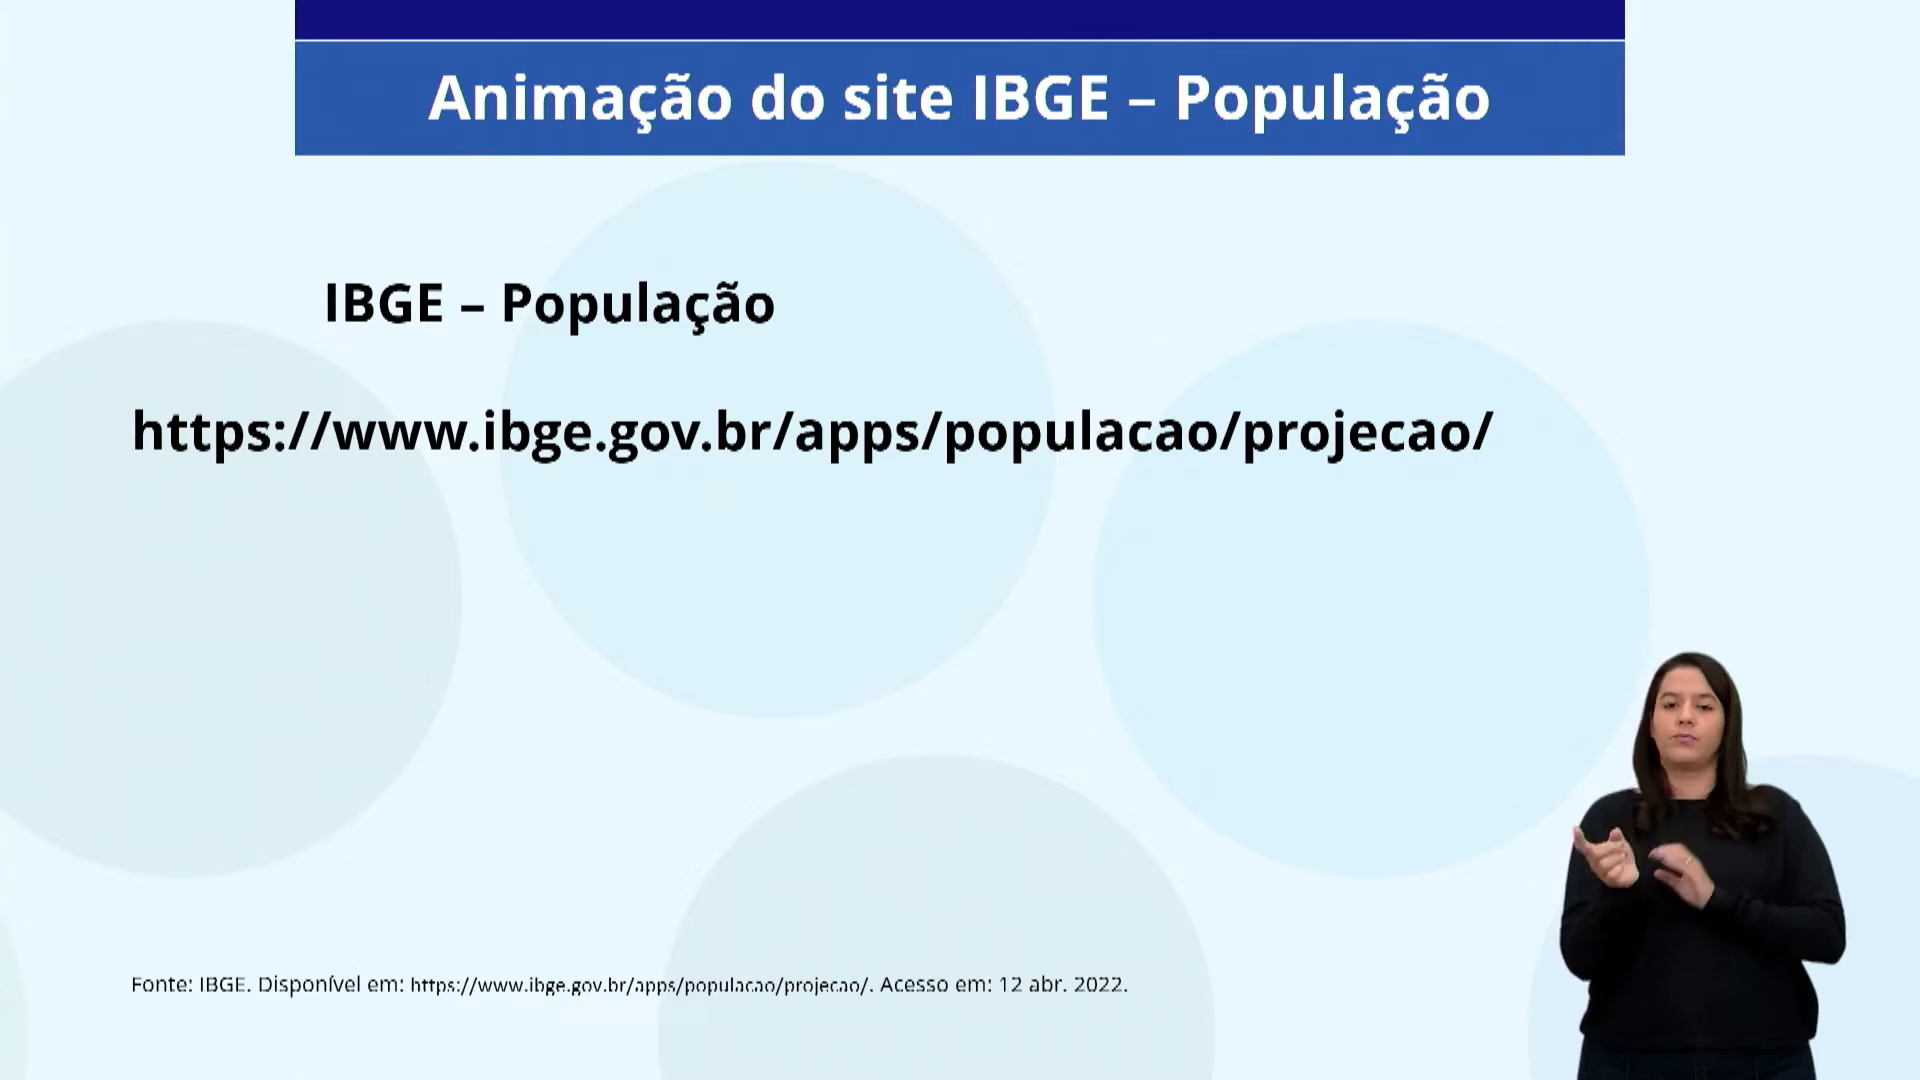 Animação do site IBGE – População
IBGE – População
https://www.ibge.gov.br/apps/populacao/projecao/
Fonte: IBGE. Disponível em: https://www.ibge.gov.br/apps/populacao/projecao/. Acesso em: 12 abr. 2022.